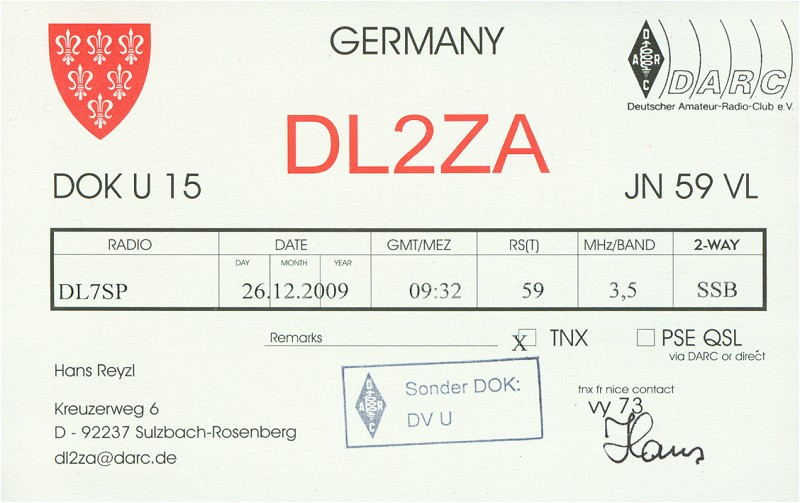 GERMANY
D
A R
C
DARC
Deutscher Amateur-Radio-Club e.V.
DL2ZA
DOK U 15
JN 59 VL
RADIO DATE GMT/MEZ RS(T) MHz/BAND 2-WAY
DAY MONTH YEAR
DL7SP 26.12.2009 09:32 59 3,5 SSB
Remarks
X TNX PSE QSL
via DARC or direct
Hans Reyzl
Kreuzerweg 6
D - 92237 Sulzbach-Rosenberg
dl2za@darc.de
D
A R
C
Sonder DOK:
DV U
tnx fr nice contact
vy 73
Hans